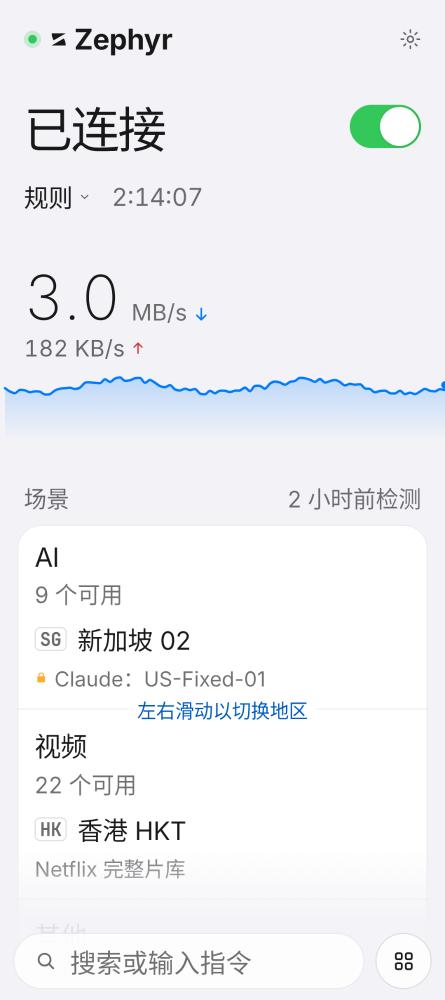 Zephyr
已连接
规则 2:14:07
3.0 MB/s ↓
182 KB/s ↑
场景 2 小时前检测
AI
9 个可用
SG 新加坡 02
Claude：US-Fixed-01
左右滑动以切换地区
视频
22 个可用
HK 香港 HKT
Netflix 完整片库
其他
搜索或输入指令